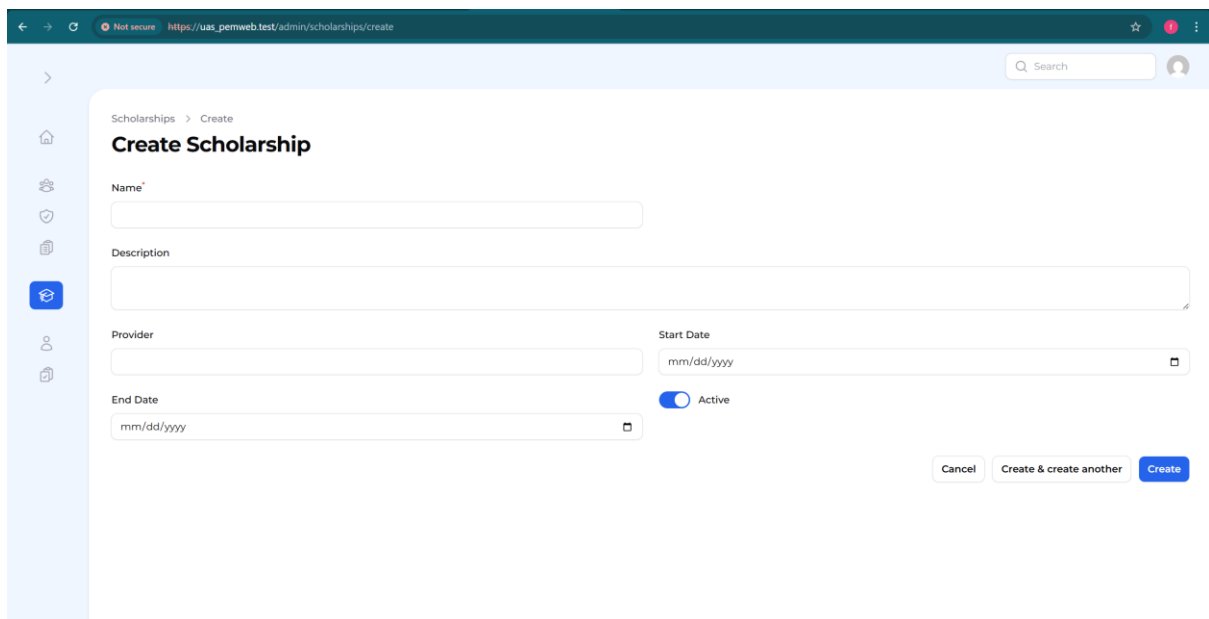 Not secure https://uas_pemweb.test/admin/scholarships/create
Search
Scholarships > Create
Create Scholarship
Name*
Description
Provider
Start Date
mm/dd/yyyy
End Date
Active
mm/dd/yyyy
Cancel Create & create another Create